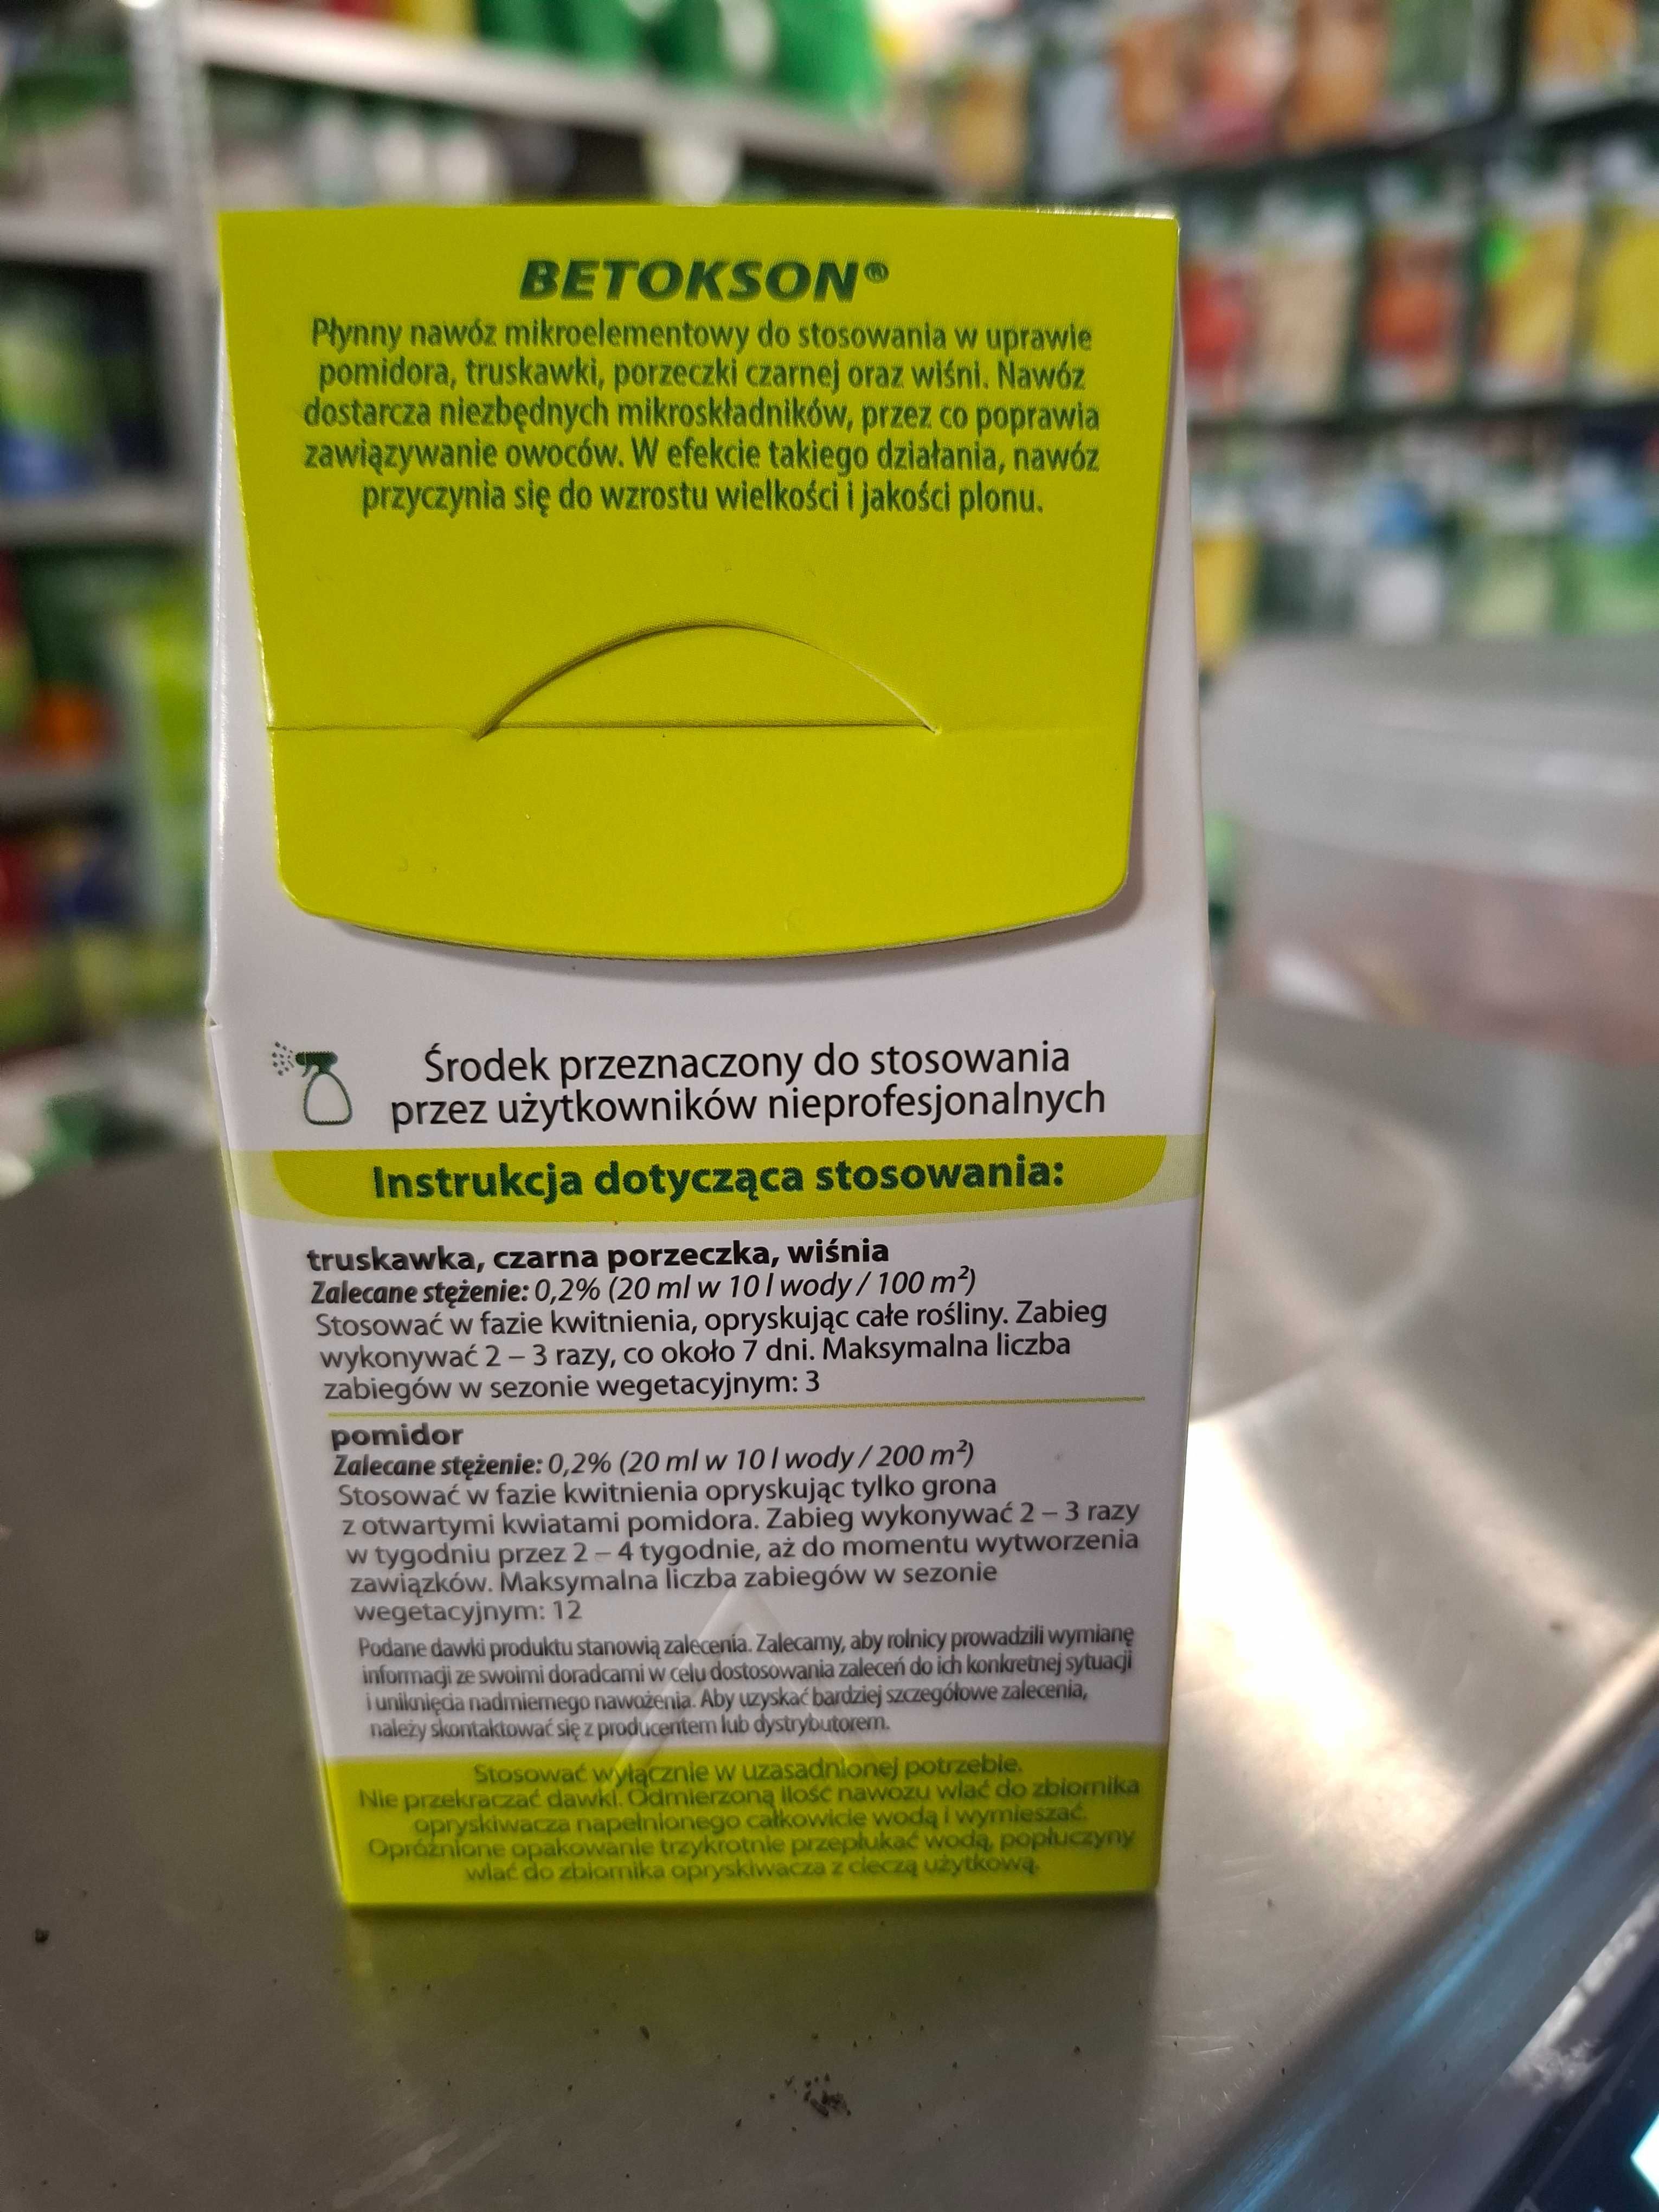 BETOKSON®
Płynny nawóz mikroelementowy do stosowania w uprawie
pomidora, truskawki, porzeczki czarnej oraz wiśni. Nawóz
dostarcza niezbędnych mikroskładników, przez co poprawia
zawiązywanie owoców. W efekcie takiego działania, nawóz
przyczynia się do wzrostu wielkości i jakości plonu.
Środek przeznaczony do stosowania
przez użytkowników nieprofesjonalnych
Instrukcja dotycząca stosowania:
truskawka, czarna porzeczka, wiśnia
Zalecane stężenie: 0,2% (20 ml w 10 l wody / 100 m²)
Stosować w fazie kwitnienia, opryskując całe rośliny. Zabieg
wykonywać 2 – 3 razy, co około 7 dni. Maksymalna liczba
zabiegów w sezonie wegetacyjnym: 3
pomidor
Zalecane stężenie: 0,2% (20 ml w 10 l wody / 200 m²)
Stosować w fazie kwitnienia opryskując tylko grona
z otwartymi kwiatami pomidora. Zabieg wykonywać 2 – 3 razy
w tygodniu przez 2 – 4 tygodnie, aż do momentu wytworzenia
zawiązków. Maksymalna liczba zabiegów w sezonie
wegetacyjnym: 12
Podane dawki produktu stanowią zalecenia. Zalecamy, aby rolnicy prowadzili wymianę
informacji ze swoimi doradcami w celu dostosowania zaleceń do ich konkretnej sytuacji
i uniknięcia nadmiernego nawożenia. Aby uzyskać bardziej szczegółowe zalecenia,
należy skontaktować się z producentem lub dystrybutorem.
Stosować wyłącznie w uzasadnionej potrzebie.
Nie przekraczać dawki. Odmierzoną ilość nawozu wlać do zbiornika
opryskiwacza napełnionego całkowicie wodą i wymieszać.
Opróżnione opakowanie trzykrotnie przepłukać wodą, popłuczyny
wlać do zbiornika opryskiwacza z cieczą użytkową.